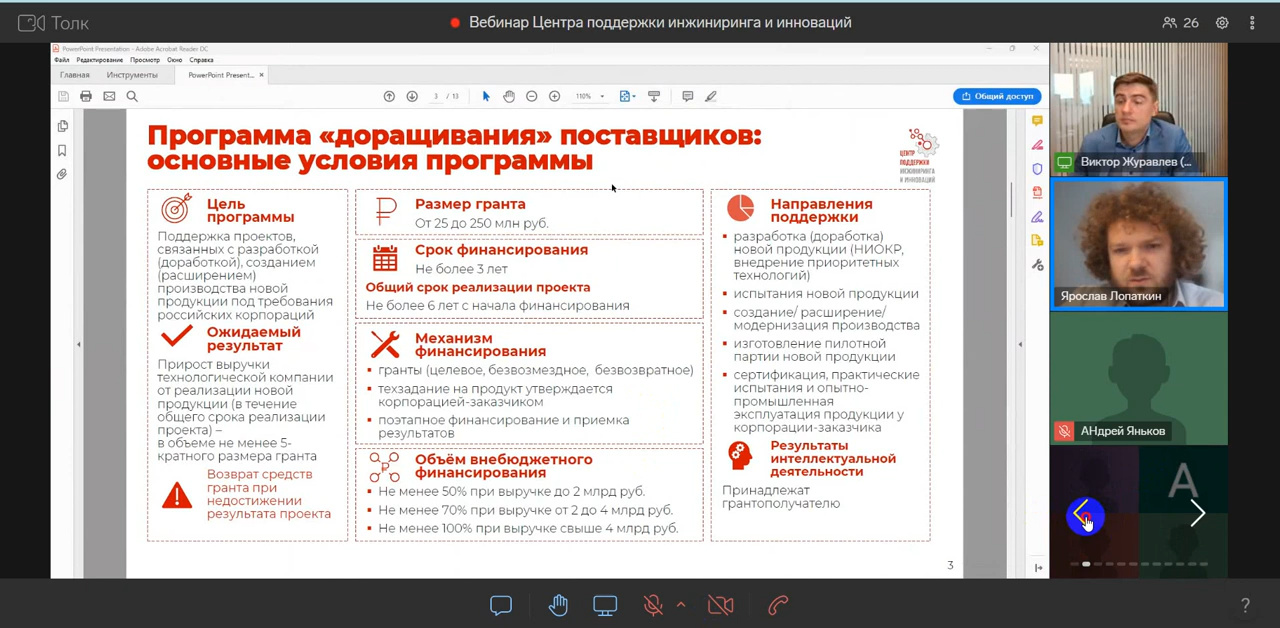 Толк
Вебинар Центра поддержки инжиниринга и инноваций
26
PowerPoint Presentation - Adobe Acrobat Reader DC
Файл Редактирование Просмотр Окно Справка
Главная Инструменты PowerPoint Present... ×
3 / 13
110%
Общий доступ
Программа «доращивания» поставщиков:
основные условия программы
ЦЕНТР
ПОДДЕРЖКИ
ИНЖИНИРИНГА
И ИННОВАЦИЙ
Цель
программы
Поддержка проектов,
связанных с разработкой
(доработкой), созданием
(расширением)
производства новой
продукции под требования
российских корпораций
Ожидаемый
результат
Прирост выручки
технологической компании
от реализации новой
продукции (в течение
общего срока реализации
проекта) –
в объеме не менее 5-
кратного размера гранта
Возврат средств
гранта при
недостижении
результата проекта
Размер гранта
От 25 до 250 млн руб.
Срок финансирования
Не более 3 лет
Общий срок реализации проекта
Не более 6 лет с начала финансирования
Механизм
финансирования
▪ гранты (целевое, безвозмездное, безвозвратное)
▪ техзадание на продукт утверждается
корпорацией-заказчиком
▪ поэтапное финансирование и приемка
результатов
Объём внебюджетного
финансирования
▪ Не менее 50% при выручке до 2 млрд руб.
▪ Не менее 70% при выручке от 2 до 4 млрд руб.
▪ Не менее 100% при выручке свыше 4 млрд руб.
Направления
поддержки
▪ разработка (доработка)
новой продукции (НИОКР,
внедрение приоритетных
технологий)
▪ испытания новой продукции
▪ создание/ расширение/
модернизация производства
▪ изготовление пилотной
партии новой продукции
▪ сертификация, практические
испытания и опытно-
промышленная
эксплуатация продукции у
корпорации-заказчика
Результаты
интеллектуальной
деятельности
Принадлежат
грантополучателю
3
Виктор Журавлев (...
Ярослав Лопаткин
АНдрей Яньков
А
?